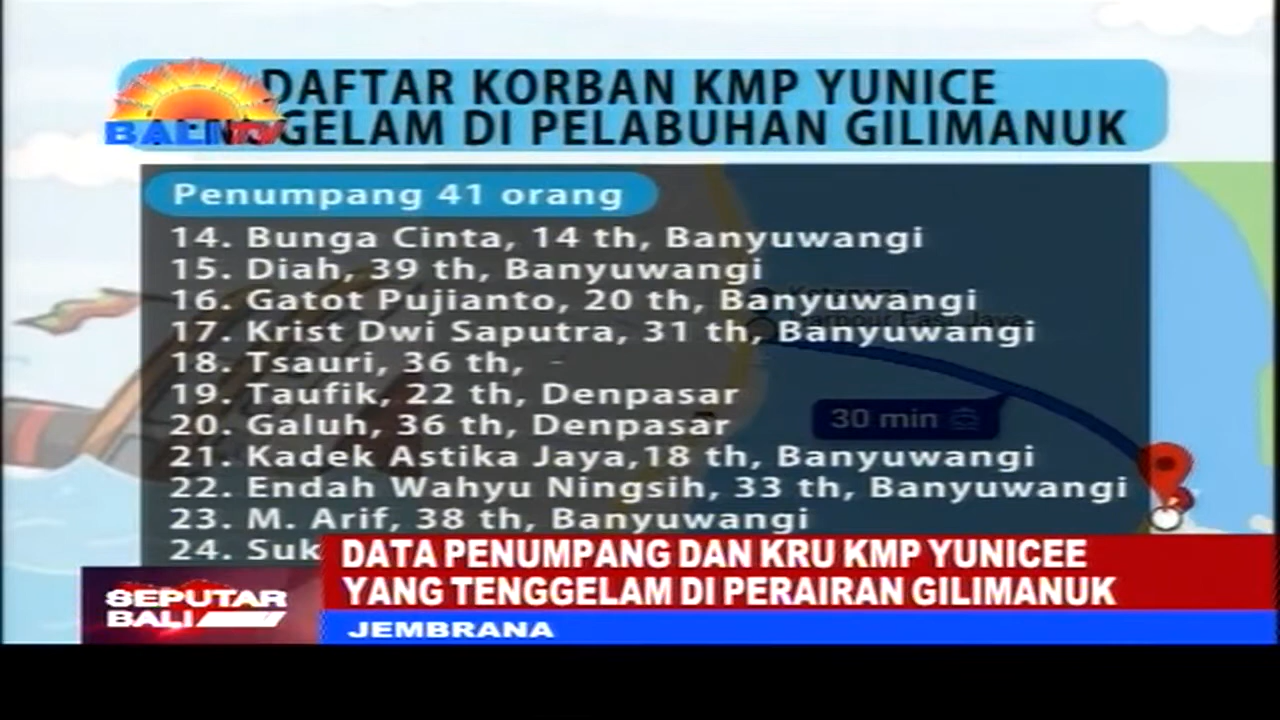 DAFTAR KORBAN KMP YUNICE
BALI TV
GELAM DI PELABUHAN GILIMANUK
Penumpang 41 orang
14. Bunga Cinta, 14 th, Banyuwangi
15. Diah, 39 th, Banyuwangi
16. Gatot Pujianto, 20 th, Banyuwangi
17. Krist Dwi Saputra, 31 th, Banyuwangi
18. Tsauri, 36 th, -
19. Taufik, 22 th, Denpasar
20. Galuh, 36 th, Denpasar
30 min
21. Kadek Astika Jaya,18 th, Banyuwangi
22. Endah Wahyu Ningsih, 33 th, Banyuwangi
23. M. Arif, 38 th, Banyuwangi
24. Suk
DATA PENUMPANG DAN KRU KMP YUNICEE
YANG TENGGELAM DI PERAIRAN GILIMANUK
SEPUTAR
BALI
JEMBRANA